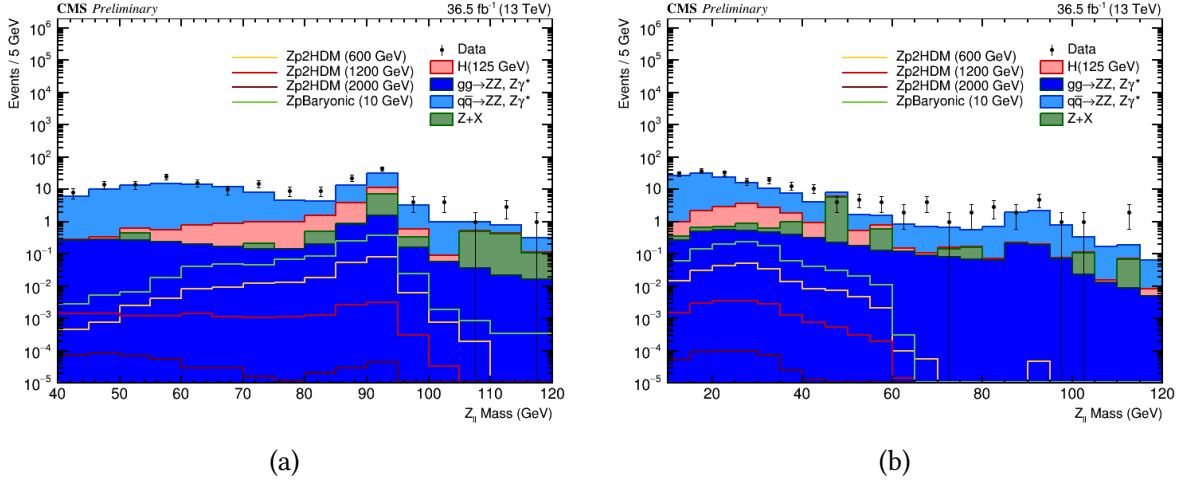 CMS Preliminary 36.5 fb⁻¹ (13 TeV)
Events / 5 GeV
10⁶
10⁵
10⁴
10³
10²
10
1
10⁻¹
10⁻²
10⁻³
10⁻⁴
10⁻⁵
Zp2HDM (600 GeV)
Zp2HDM (1200 GeV)
Zp2HDM (2000 GeV)
ZpBaryonic (10 GeV)
Data
H(125 GeV)
gg→ZZ, Zγ*
qq̅→ZZ, Zγ*
Z+X
40 50 60 70 80 90 100 110 120
Z_ll Mass (GeV)
(a)
CMS Preliminary 36.5 fb⁻¹ (13 TeV)
Events / 5 GeV
10⁶
10⁵
10⁴
10³
10²
10
1
10⁻¹
10⁻²
10⁻³
10⁻⁴
10⁻⁵
Zp2HDM (600 GeV)
Zp2HDM (1200 GeV)
Zp2HDM (2000 GeV)
ZpBaryonic (10 GeV)
Data
H(125 GeV)
gg→ZZ, Zγ*
qq̅→ZZ, Zγ*
Z+X
20 40 60 80 100 120
Z_ll Mass (GeV)
(b)